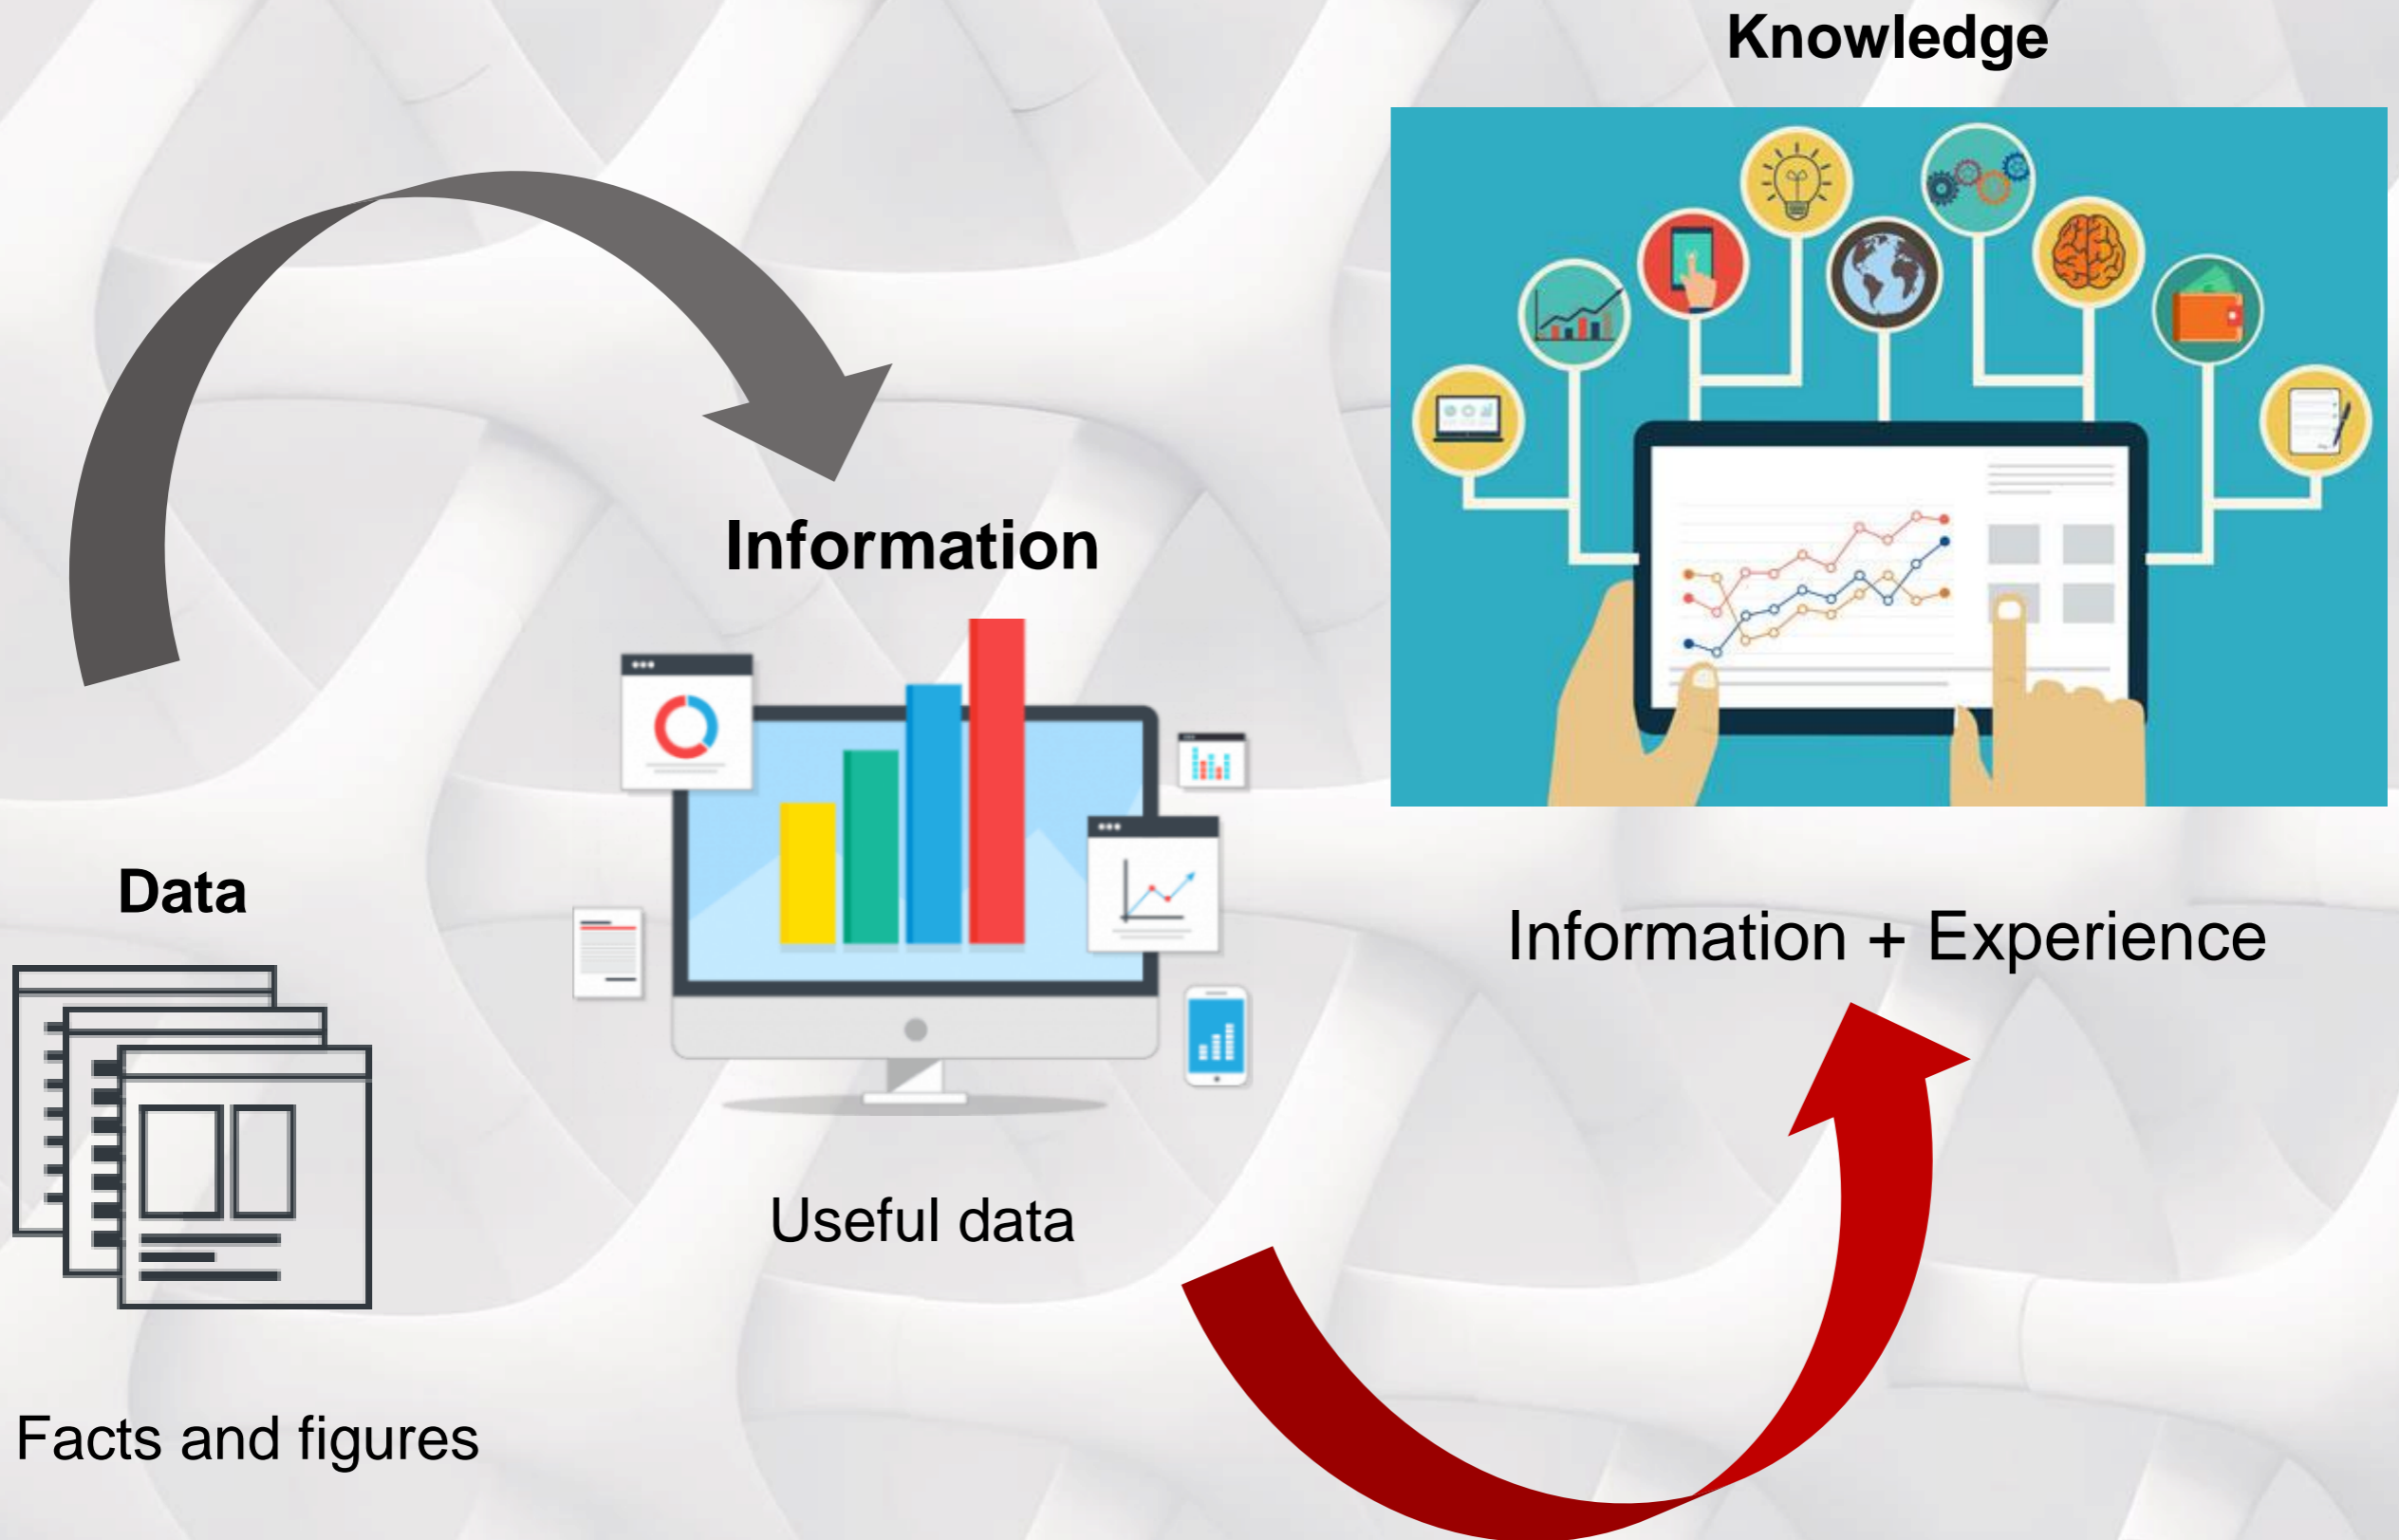 Knowledge
Information
Data
Information + Experience
Useful data
Facts and figures